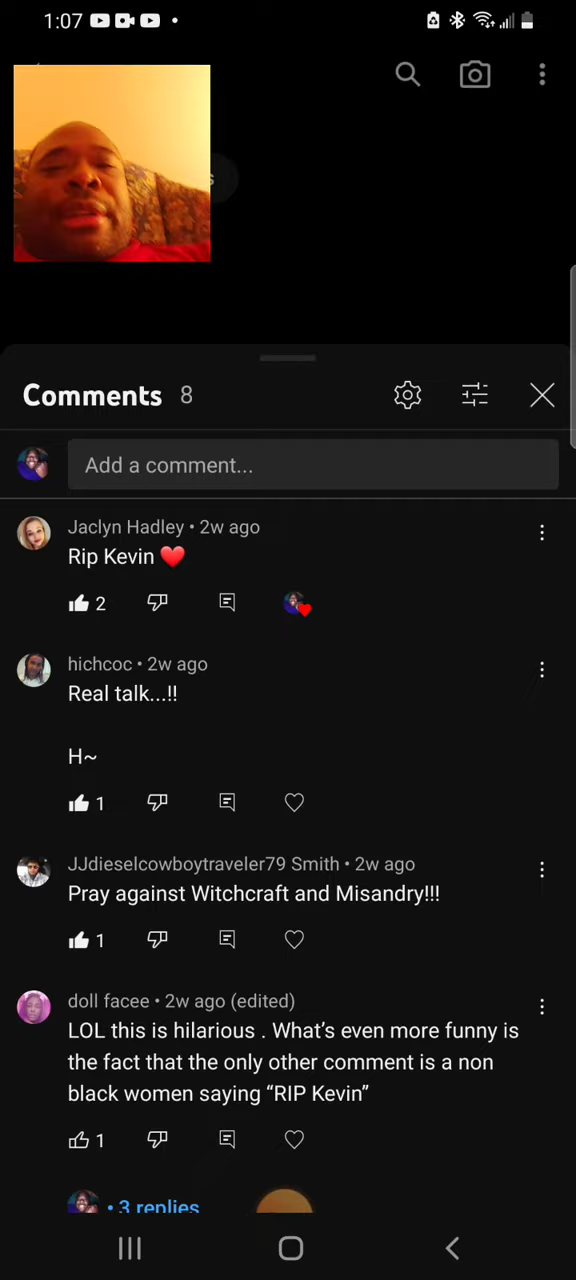 1:07
Comments 8
Add a comment...
Jaclyn Hadley • 2w ago
Rip Kevin ❤️
2
hichcoc • 2w ago
Real talk...!!
H~
1
JJdieselcowboytraveler79 Smith • 2w ago
Pray against Witchcraft and Misandry!!!
1
doll facee • 2w ago (edited)
LOL this is hilarious . What's even more funny is
the fact that the only other comment is a non
black women saying “RIP Kevin”
1
• 3 replies